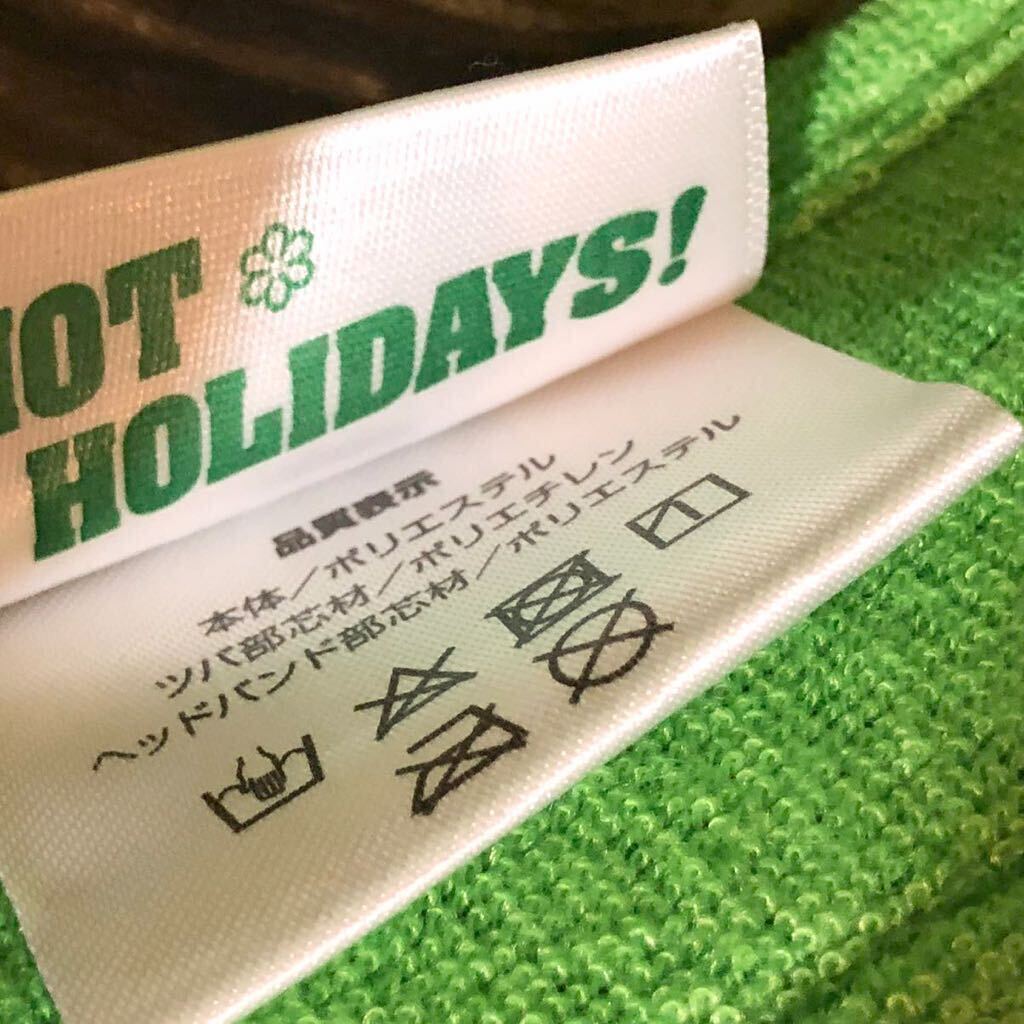 HOT
HOLIDAYS!
品質表示
本体／ポリエステル
ツバ部芯材／ポリエチレン
ヘッドバンド部芯材／ポリエステル